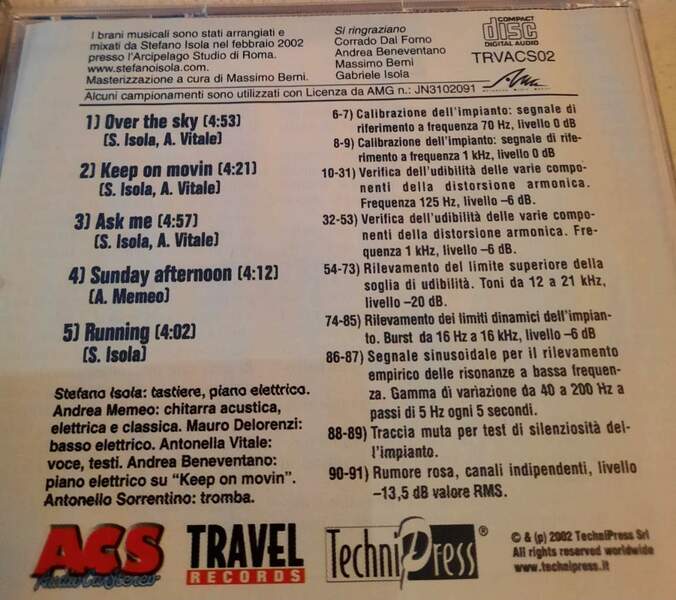 I brani musicali sono stati arrangiati e
mixati da Stefano Isola nel febbraio 2002
presso l'Arcipelago Studio di Roma.
www.stefanoisola.com.
Masterizzazione a cura di Massimo Berni.
Si ringraziano
Corrado Dal Forno
Andrea Beneventano
Massimo Berni
Gabriele Isola
COMPACT
disc
DIGITAL AUDIO
TRVACS02
Alcuni campionamenti sono utilizzati con Licenza da AMG n.: JN3102091
1) Over the sky (4:53)
(S. Isola, A. Vitale)
2) Keep on movin (4:21)
(S. Isola, A. Vitale)
3) Ask me (4:57)
(S. Isola, A. Vitale)
4) Sunday afternoon (4:12)
(A. Memeo)
5) Running (4:02)
(S. Isola)
Stefano Isola: tastiere, piano elettrico.
Andrea Memeo: chitarra acustica,
elettrica e classica. Mauro Delorenzi:
basso elettrico. Antonella Vitale:
voce, testi. Andrea Beneventano:
piano elettrico su "Keep on movin".
Antonello Sorrentino: tromba.
6-7) Calibrazione dell'impianto: segnale di
riferimento a frequenza 70 Hz, livello 0 dB
8-9) Calibrazione dell'impianto: segnale di rife-
rimento a frequenza 1 kHz, livello 0 dB
10-31) Verifica dell'udibilità delle varie compo-
nenti della distorsione armonica.
Frequenza 125 Hz, livello –6 dB.
32-53) Verifica dell'udibilità delle varie compo-
nenti della distorsione armonica. Fre-
quenza 1 kHz, livello –6 dB.
54-73) Rilevamento del limite superiore della
soglia di udibilità. Toni da 12 a 21 kHz,
livello –20 dB.
74-85) Rilevamento dei limiti dinamici dell'impian-
to. Burst da 16 Hz a 16 kHz, livello –6 dB
86-87) Segnale sinusoidale per il rilevamento
empirico delle risonanze a bassa frequen-
za. Gamma di variazione da 40 a 200 Hz a
passi di 5 Hz ogni 5 secondi.
88-89) Traccia muta per test di silenziosità del-
l'impianto.
90-91) Rumore rosa, canali indipendenti, livello
–13,5 dB valore RMS.
ACS
Audio Car Stereo
TRAVEL
RECORDS
TechniPress®
© & (p) 2002 TechniPress Srl
All rights reserved worldwide
www.technipress.it